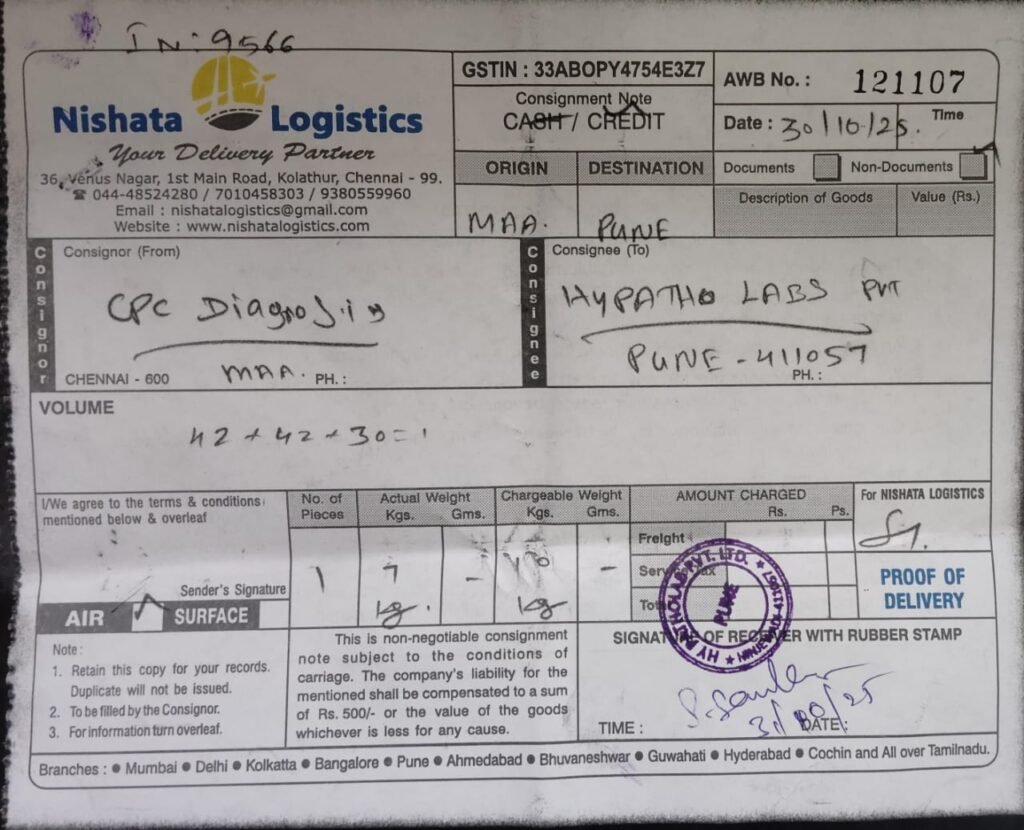 IN: 9566
Nishata Logistics
Your Delivery Partner
36, Venus Nagar, 1st Main Road, Kolathur, Chennai - 99.
☎ 044-48524280 / 7010458303 / 9380559960
Email : nishatalogistics@gmail.com
Website : www.nishatalogistics.com
GSTIN : 33ABOPY4754E3Z7
Consignment Note
CASH / CREDIT
AWB No. : 121107
Date : 30/10/25. Time
ORIGIN DESTINATION
MAA. PUNE
Documents Non-Documents
Description of Goods Value (Rs.)
Consignor
Consignor (From)
CPC Diagnosis
CHENNAI - 600 MAA. PH. :
Consignee
Consignee (To)
HYPATHO LABS PVT
PUNE - 411057
PH. :
VOLUME
42 + 42 + 30 =
I/We agree to the terms & conditions
mentioned below & overleaf
Sender's Signature
No. of Pieces
1
Actual Weight
Kgs. Gms.
7 -
kg.
Chargeable Weight
Kgs. Gms.
-
kg
AMOUNT CHARGED
Rs. Ps.
Freight
Service Tax
Total
For NISHATA LOGISTICS
PROOF OF
DELIVERY
AIR SURFACE
Note :
1. Retain this copy for your records.
Duplicate will not be issued.
2. To be filled by the Consignor.
3. For information turn overleaf.
This is non-negotiable consignment
note subject to the conditions of
carriage. The company's liability for the
mentioned shall be compensated to a sum
of Rs. 500/- or the value of the goods
whichever is less for any cause.
SIGNATURE OF RECEIVER WITH RUBBER STAMP
HYPATHOLAB PVT. LTD.
PUNE
TIME : DATE :
Branches : ● Mumbai ● Delhi ● Kolkatta ● Bangalore ● Pune ● Ahmedabad ● Bhuvaneshwar ● Guwahati ● Hyderabad ● Cochin and All over Tamilnadu.